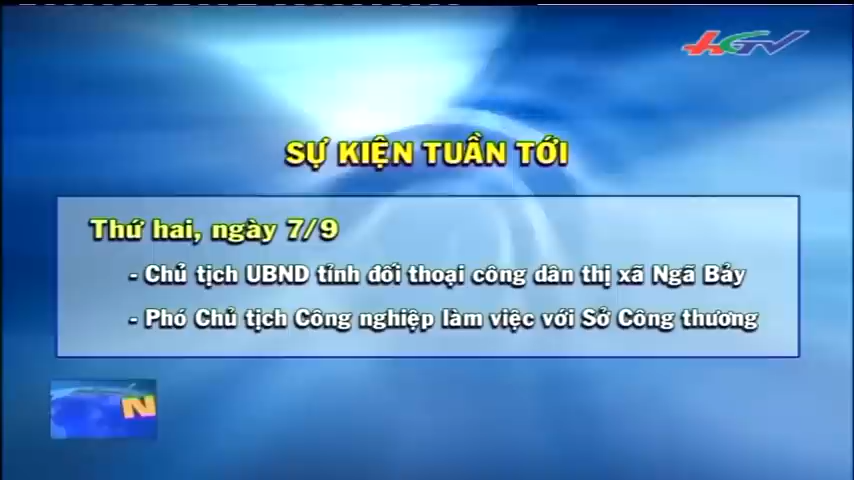 HGV
SỰ KIỆN TUẦN TỚI
Thứ hai, ngày 7/9
- Chủ tịch UBND tỉnh đối thoại công dân thị xã Ngã Bảy
- Phó Chủ tịch Công nghiệp làm việc với Sở Công thương
N